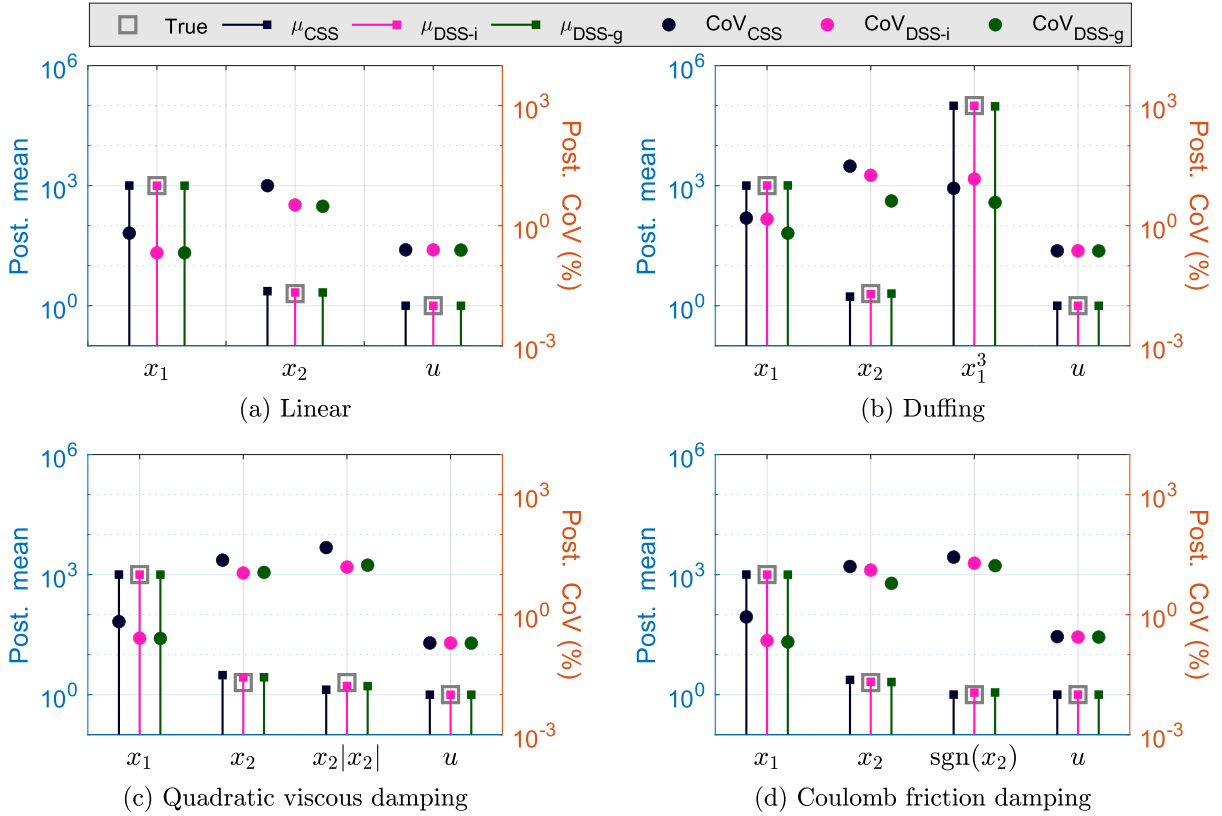 True μCSS μDSS-i μDSS-g CoVCSS CoVDSS-i CoVDSS-g
10^6
10^3
10^0
Post. mean
10^3
10^0
10^-3
Post. CoV (%)
x1 x2 u
(a) Linear
10^6
10^3
10^0
Post. mean
10^3
10^0
10^-3
Post. CoV (%)
x1 x2 x1^3 u
(b) Duffing
10^6
10^3
10^0
Post. mean
10^3
10^0
10^-3
Post. CoV (%)
x1 x2 x2|x2| u
(c) Quadratic viscous damping
10^6
10^3
10^0
Post. mean
10^3
10^0
10^-3
Post. CoV (%)
x1 x2 sgn(x2) u
(d) Coulomb friction damping